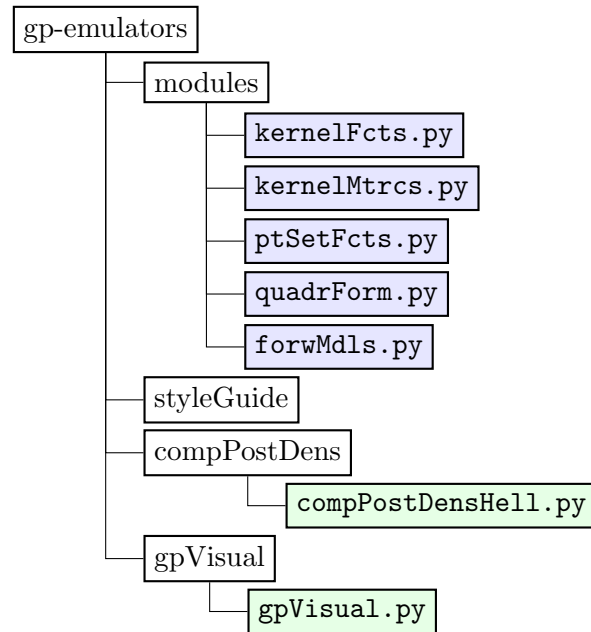 gp-emulators
modules
kernelFcts.py
kernelMtrcs.py
ptSetFcts.py
quadrForm.py
forwMdls.py
styleGuide
compPostDens
compPostDensHell.py
gpVisual
gpVisual.py